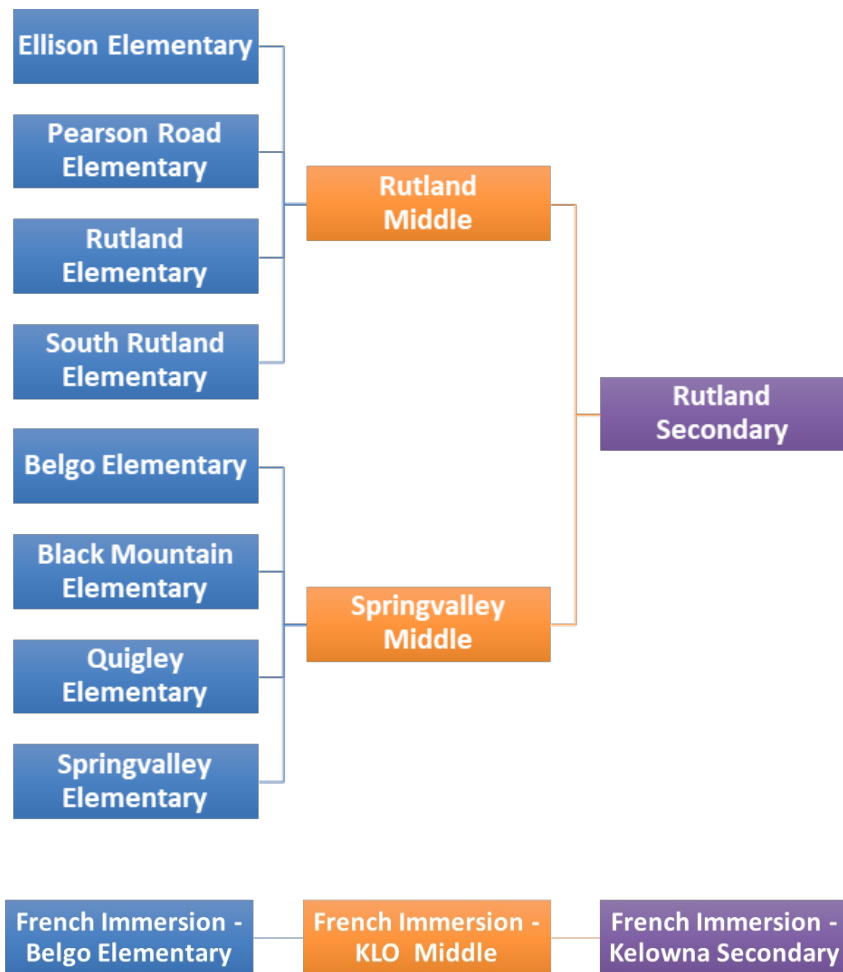 Ellison Elementary
Pearson Road
Elementary
Rutland
Elementary
South Rutland
Elementary
Rutland
Middle
Belgo Elementary
Black Mountain
Elementary
Quigley
Elementary
Springvalley
Elementary
Springvalley
Middle
Rutland
Secondary
French Immersion -
Belgo Elementary
French Immersion -
KLO Middle
French Immersion -
Kelowna Secondary